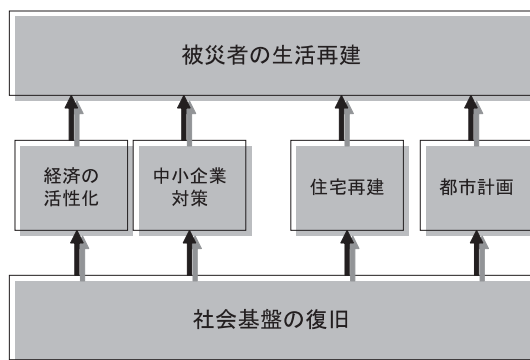 被災者の生活再建
経済の
活性化
中小企業
対策
住宅再建
都市計画
社会基盤の復旧